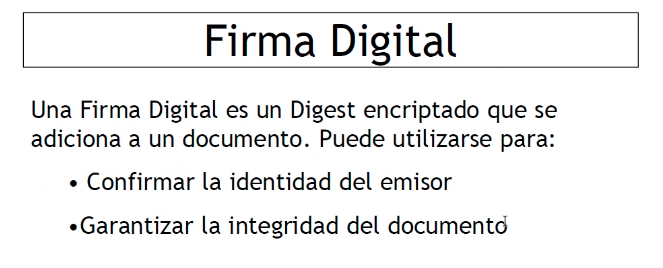 Firma Digital
Una Firma Digital es un Digest encriptado que se
adiciona a un documento. Puede utilizarse para:
• Confirmar la identidad del emisor
•Garantizar la integridad del documento